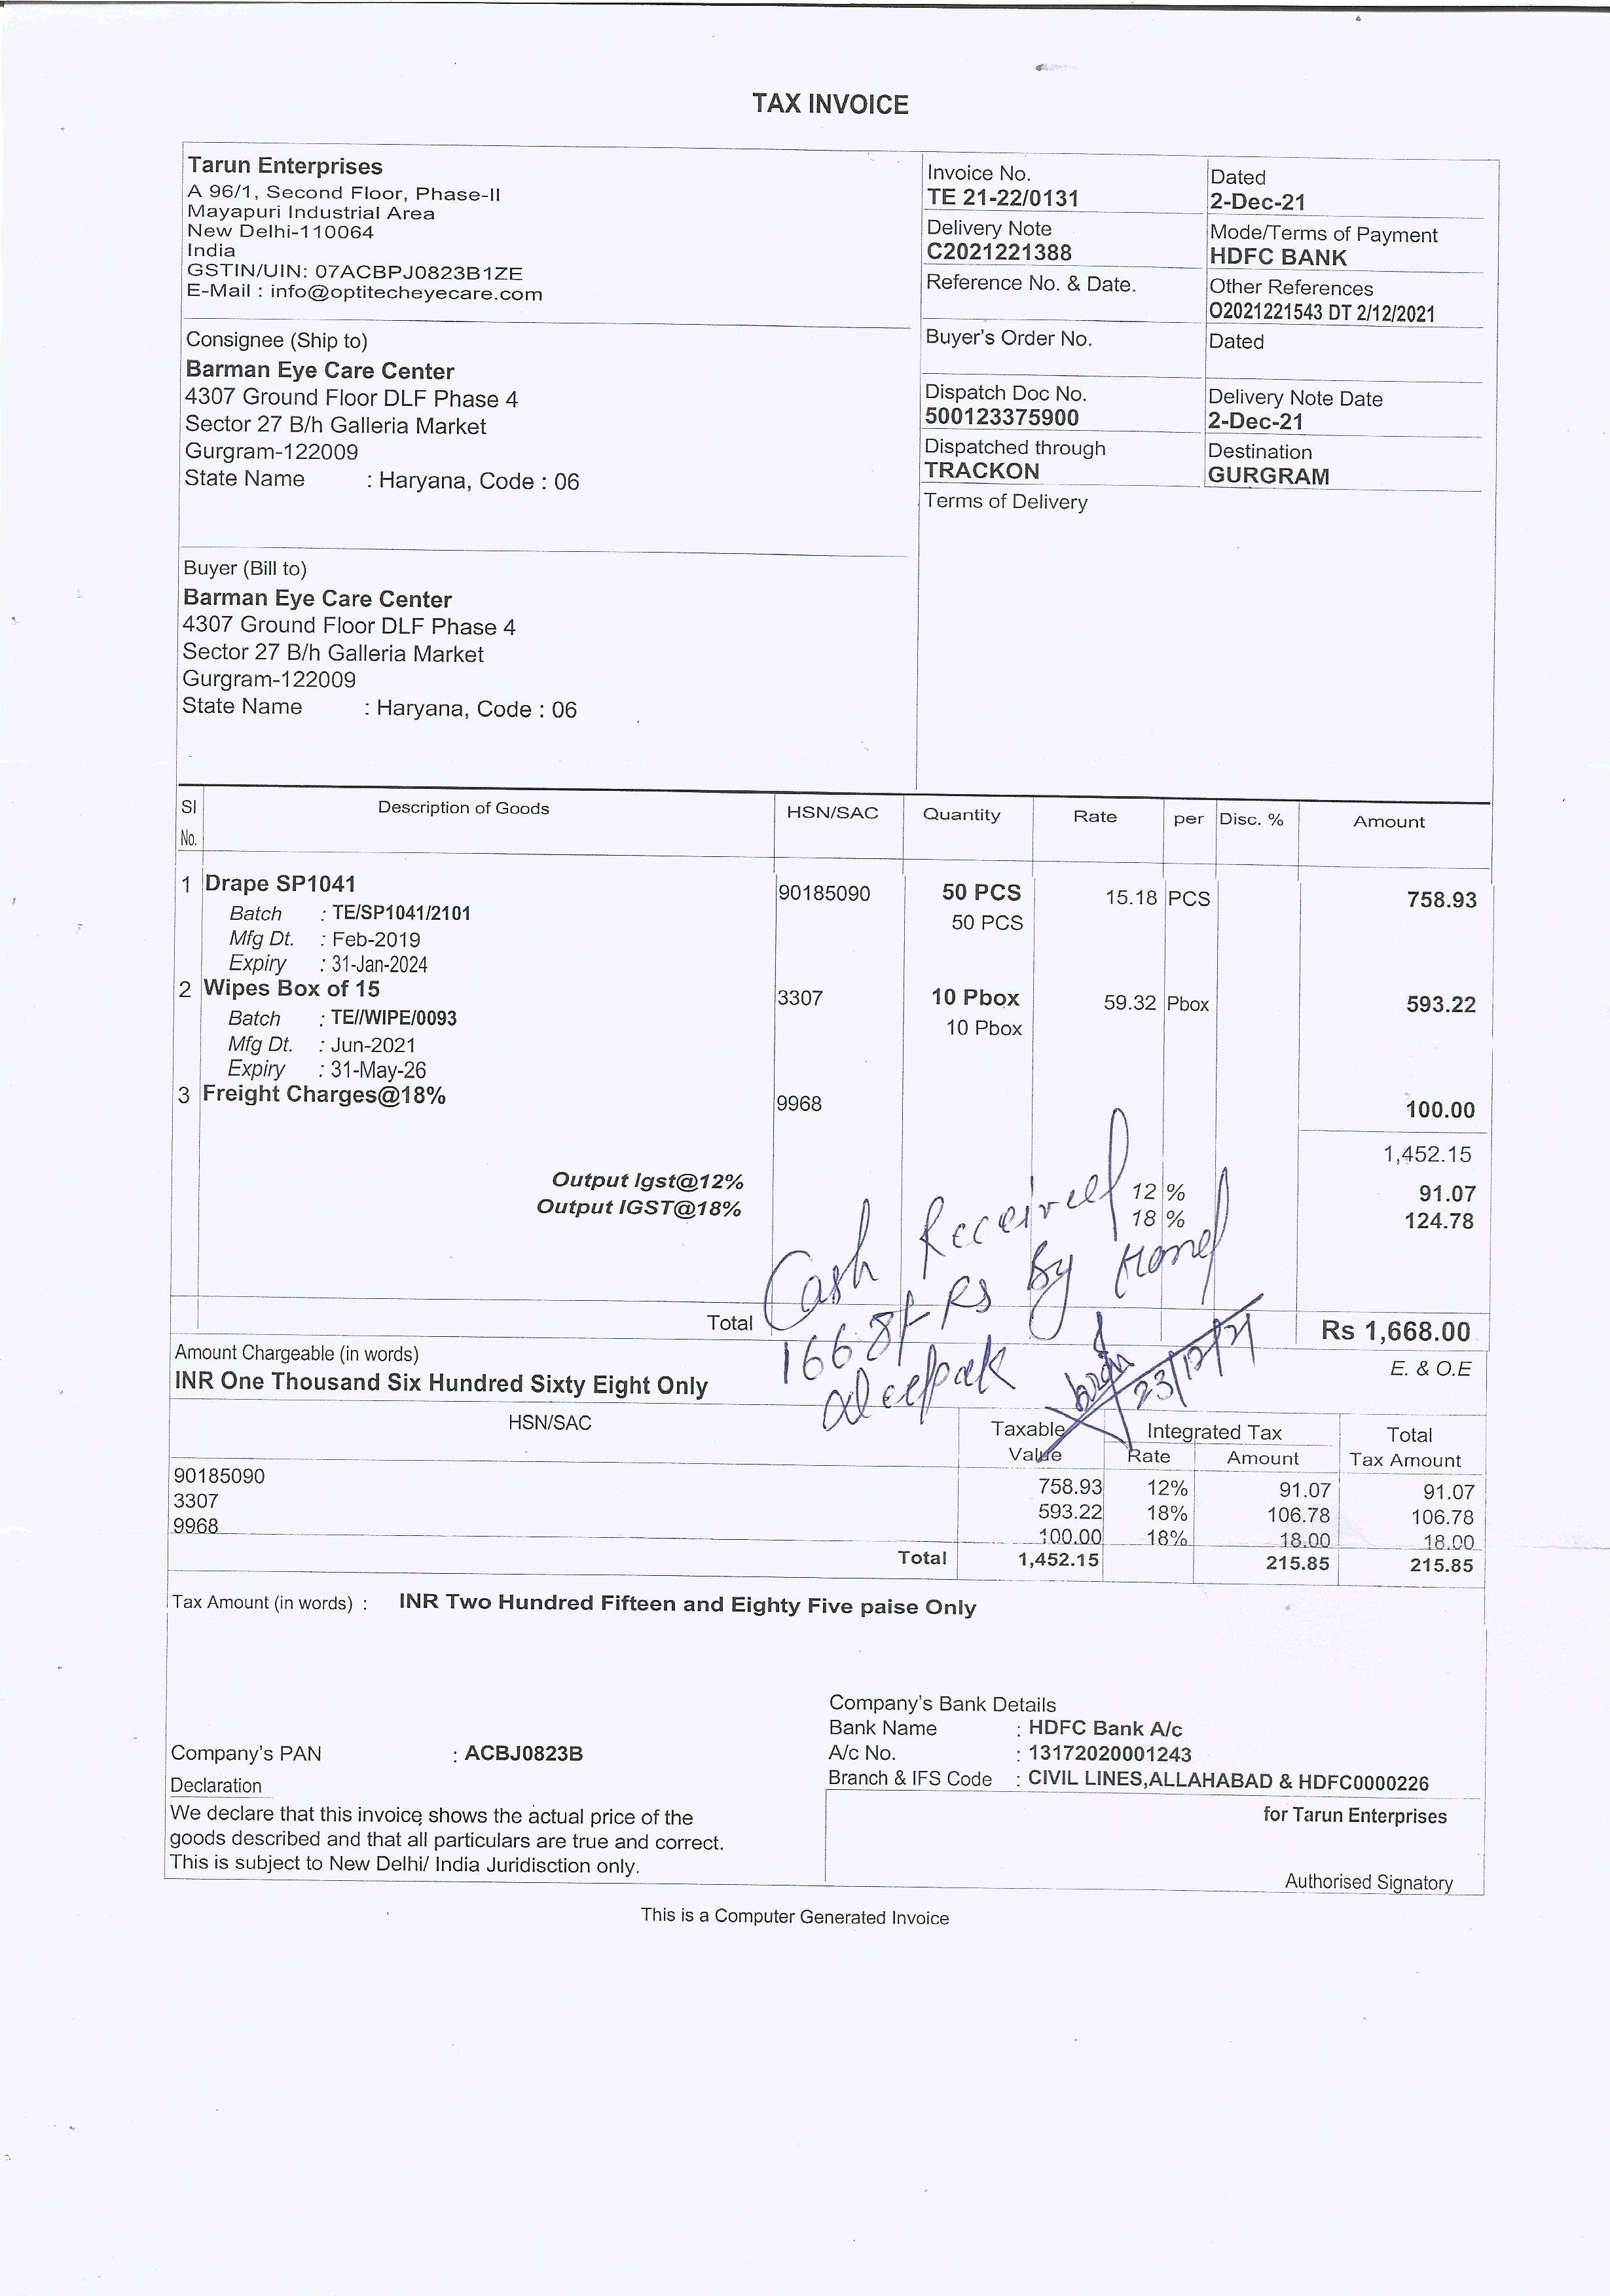 TAX INVOICE
Tarun Enterprises
A 96/1, Second Floor, Phase-II
Mayapuri Industrial Area
New Delhi-110064
India
GSTIN/UIN: 07ACBPJ0823B1ZE
E-Mail : info@optitecheyecare.com
Invoice No.
TE 21-22/0131
Dated
2-Dec-21
Delivery Note
C2021221388
Mode/Terms of Payment
HDFC BANK
Reference No. & Date.
Other References
O2021221543 DT 2/12/2021
Buyer's Order No.
Dated
Dispatch Doc No.
500123375900
Delivery Note Date
2-Dec-21
Dispatched through
TRACKON
Destination
GURGRAM
Terms of Delivery
Consignee (Ship to)
Barman Eye Care Center
4307 Ground Floor DLF Phase 4
Sector 27 B/h Galleria Market
Gurgram-122009
State Name : Haryana, Code : 06
Buyer (Bill to)
Barman Eye Care Center
4307 Ground Floor DLF Phase 4
Sector 27 B/h Galleria Market
Gurgram-122009
State Name : Haryana, Code : 06
Sl No. Description of Goods HSN/SAC Quantity Rate per Disc. % Amount
1 Drape SP1041 90185090 50 PCS 15.18 PCS 758.93
Batch : TE/SP1041/2101 50 PCS
Mfg Dt. : Feb-2019
Expiry : 31-Jan-2024
2 Wipes Box of 15 3307 10 Pbox 59.32 Pbox 593.22
Batch : TE//WIPE/0093 10 Pbox
Mfg Dt. : Jun-2021
Expiry : 31-May-26
3 Freight Charges@18% 9968 100.00
1,452.15
Output Igst@12% 12 % 91.07
Output IGST@18% 18 % 124.78
Cash Received
1668/- Rs By Hand
deepak
23/12/21
Total Rs 1,668.00
Amount Chargeable (in words) E. & O.E
INR One Thousand Six Hundred Sixty Eight Only
HSN/SAC Taxable Value Integrated Tax Rate Amount Total Tax Amount
90185090 758.93 12% 91.07 91.07
3307 593.22 18% 106.78 106.78
9968 100.00 18% 18.00 18.00
Total 1,452.15 215.85 215.85
Tax Amount (in words) : INR Two Hundred Fifteen and Eighty Five paise Only
Company's Bank Details
Bank Name : HDFC Bank A/c
A/c No. : 13172020001243
Branch & IFS Code : CIVIL LINES,ALLAHABAD & HDFC0000226
Company's PAN : ACBJ0823B
Declaration
We declare that this invoice shows the actual price of the
goods described and that all particulars are true and correct.
This is subject to New Delhi/ India Juridisction only.
for Tarun Enterprises
Authorised Signatory
This is a Computer Generated Invoice